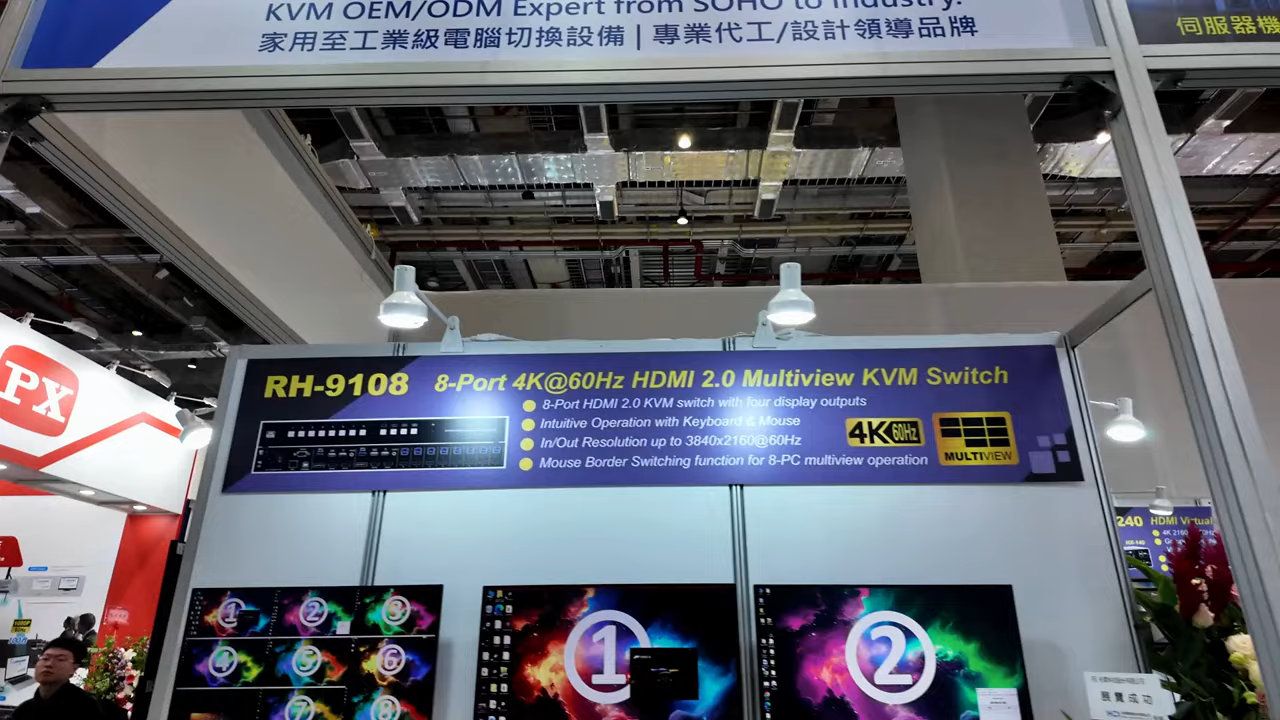 KVM OEM/ODM Expert from SOHO to Industry.
家用至工業級電腦切換設備 | 專業代工/設計領導品牌
伺服器機
PX
RH-9108 8-Port 4K@60Hz HDMI 2.0 Multiview KVM Switch
8-Port HDMI 2.0 KVM switch with four display outputs
Intuitive Operation with Keyboard & Mouse
In/Out Resolution up to 3840x2160@60Hz
Mouse Border Switching function for 8-PC multiview operation
4K 60Hz
MULTIVIEW
240 HDMI Virtual
1 2 3
4 5 6
7 8
1
2
展覽成功